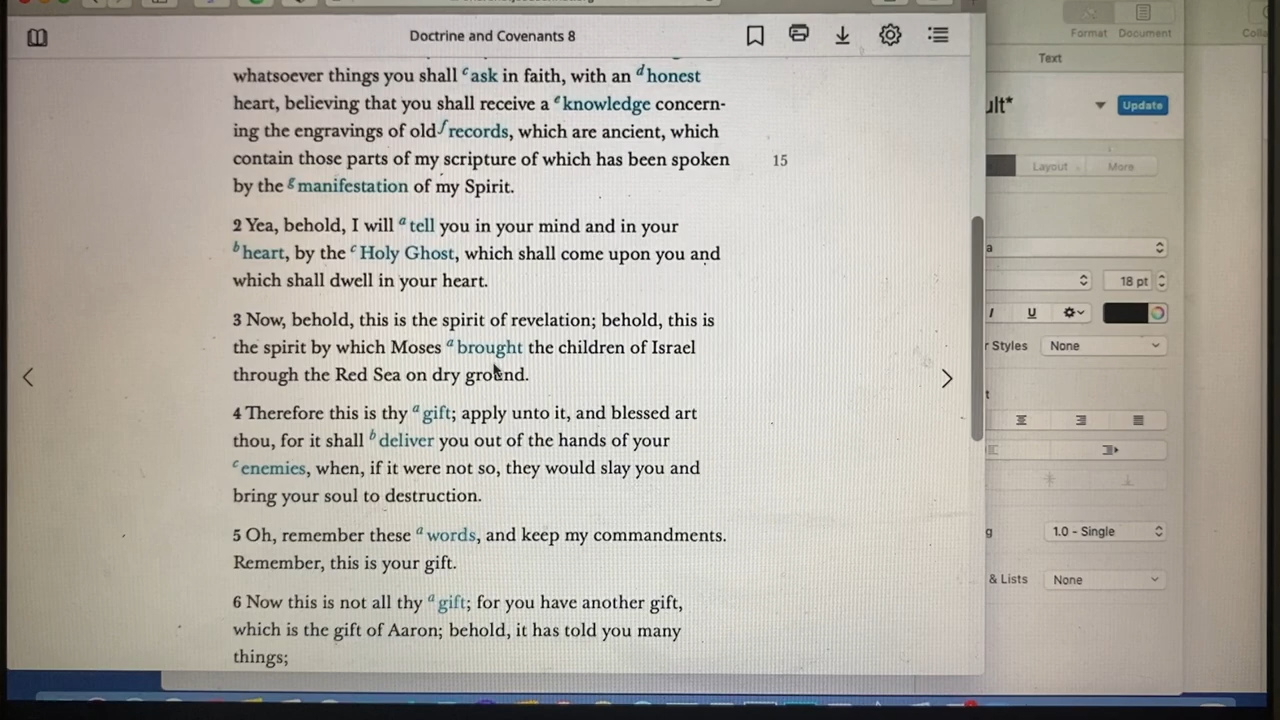 Doctrine and Covenants 8
whatsoever things you shall c ask in faith, with an d honest
heart, believing that you shall receive a e knowledge concern-
ing the engravings of old f records, which are ancient, which
contain those parts of my scripture of which has been spoken
by the g manifestation of my Spirit.
15
2 Yea, behold, I will a tell you in your mind and in your
b heart, by the c Holy Ghost, which shall come upon you and
which shall dwell in your heart.
3 Now, behold, this is the spirit of revelation; behold, this is
the spirit by which Moses a brought the children of Israel
through the Red Sea on dry ground.
4 Therefore this is thy a gift; apply unto it, and blessed art
thou, for it shall b deliver you out of the hands of your
c enemies, when, if it were not so, they would slay you and
bring your soul to destruction.
5 Oh, remember these a words, and keep my commandments.
Remember, this is your gift.
6 Now this is not all thy a gift; for you have another gift,
which is the gift of Aaron; behold, it has told you many
things;
Format Document
Text
ult*
Update
Layout More
a
18 pt
I U
r Styles None
t
g 1.0 - Single
& Lists None